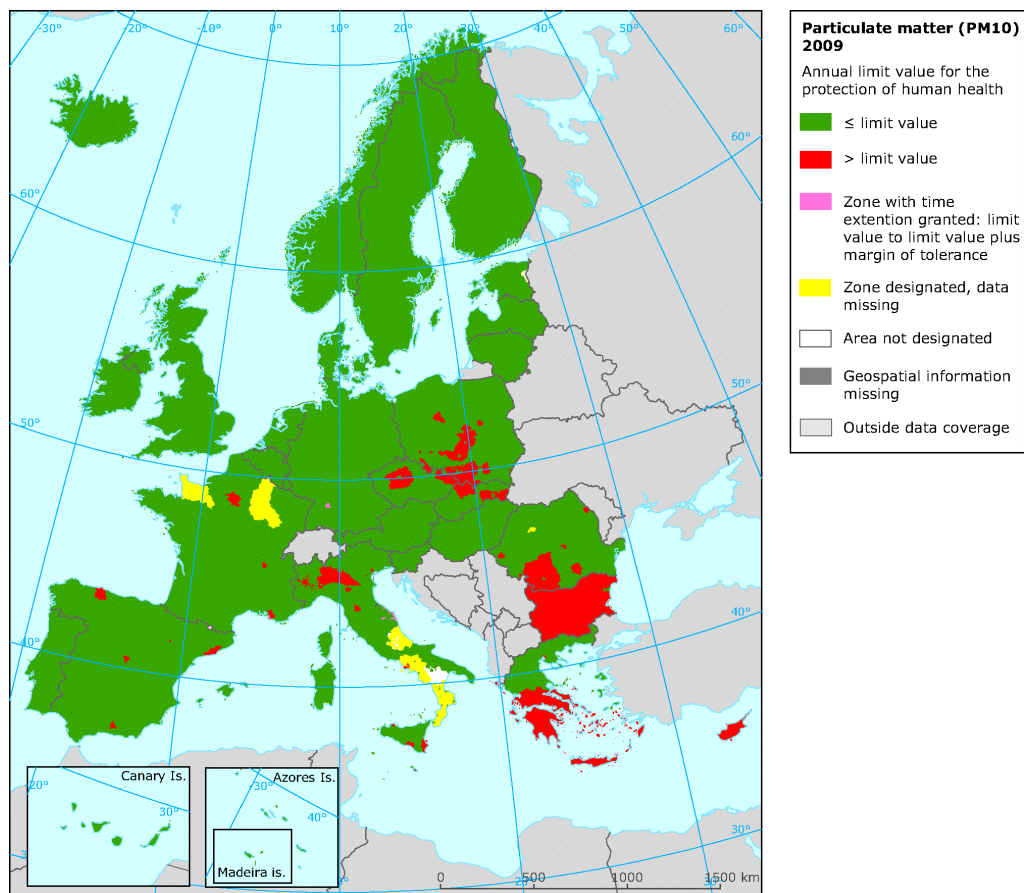 -30°
-20°
-10°
0°
10°
20°
30°
40°
50°
60°
60°
60°
50°
50°
40°
40°
30°
Canary Is.
-20°
30°
Azores Is.
-30°
40°
Madeira is.
0
500
1000
1500 km
Particulate matter (PM10)
2009
Annual limit value for the
protection of human health
≤ limit value
> limit value
Zone with time
extention granted: limit
value to limit value plus
margin of tolerance
Zone designated, data
missing
Area not designated
Geospatial information
missing
Outside data coverage